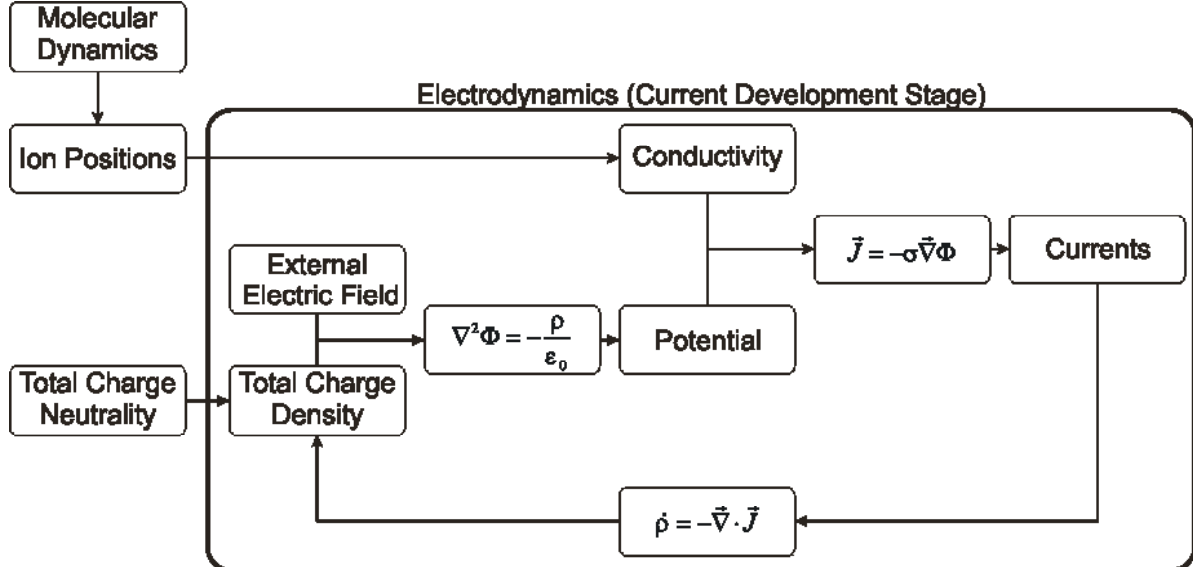 Molecular
Dynamics
Electrodynamics (Current Development Stage)
Ion Positions
Conductivity
J⃗ = −σ∇⃗Φ
Currents
External
Electric Field
∇²Φ = −ρ/ε₀
Potential
Total Charge
Neutrality
Total Charge
Density
ρ̇ = −∇⃗ · J⃗